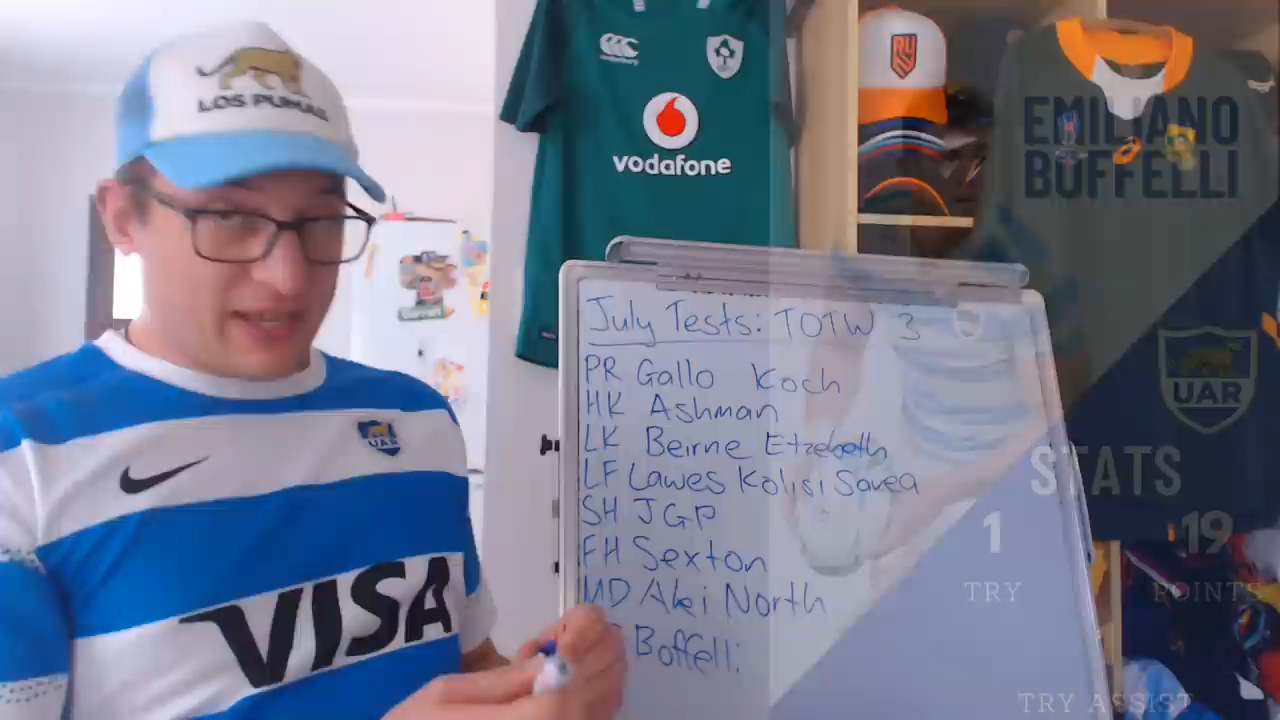 LOS PUMAS
vodafone
EMILIANO
BUFFELLI
UAR
VISA
July Tests: TOTW 3
PR Gallo Koch
HK Ashman
LK Beirne Etzebeth
LF Lawes Kolisi Savea
SH JGP
FH Sexton
MD Aki North
Boffelli
UAR
STATS
1
TRY
19
POINTS
TRY ASSIST